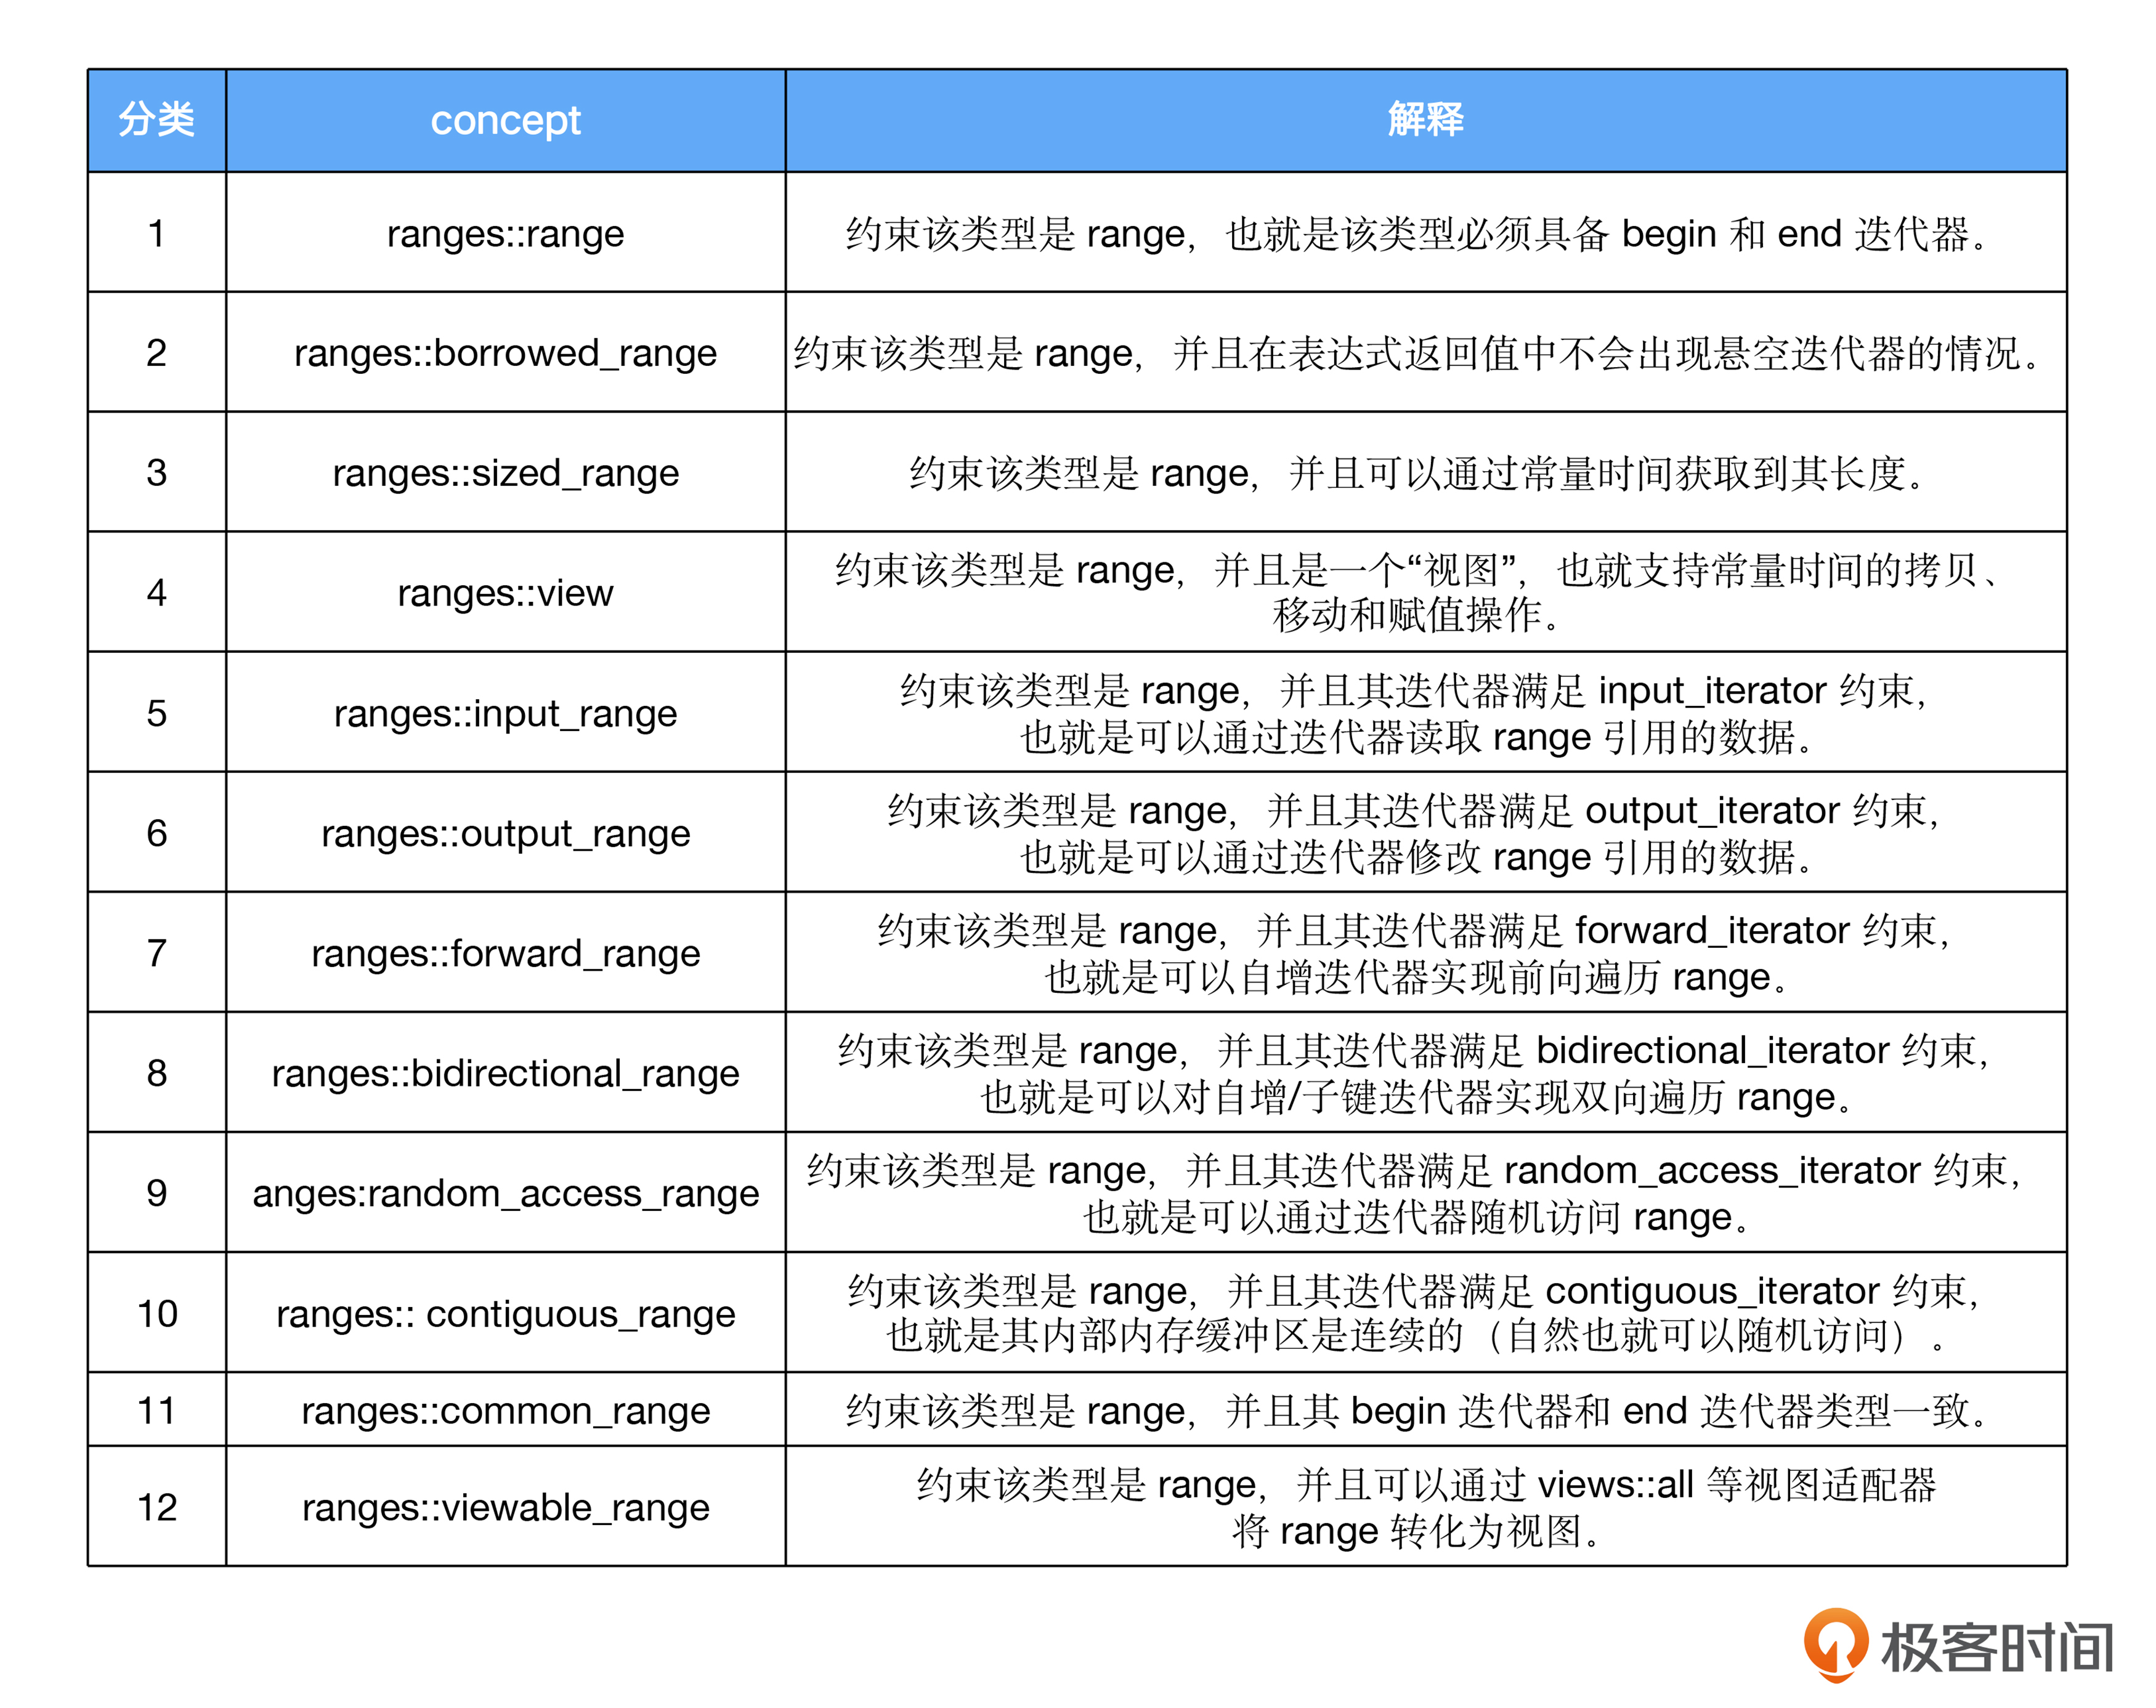 分类 concept 解释
1 ranges::range 约束该类型是 range，也就是该类型必须具备 begin 和 end 迭代器。
2 ranges::borrowed_range 约束该类型是 range，并且在表达式返回值中不会出现悬空迭代器的情况。
3 ranges::sized_range 约束该类型是 range，并且可以通过常量时间获取到其长度。
4 ranges::view 约束该类型是 range，并且是一个“视图”，也就支持常量时间的拷贝、
移动和赋值操作。
5 ranges::input_range 约束该类型是 range，并且其迭代器满足 input_iterator 约束，
也就是可以通过迭代器读取 range 引用的数据。
6 ranges::output_range 约束该类型是 range，并且其迭代器满足 output_iterator 约束，
也就是可以通过迭代器修改 range 引用的数据。
7 ranges::forward_range 约束该类型是 range，并且其迭代器满足 forward_iterator 约束，
也就是可以自增迭代器实现前向遍历 range。
8 ranges::bidirectional_range 约束该类型是 range，并且其迭代器满足 bidirectional_iterator 约束，
也就是可以对自增/子键迭代器实现双向遍历 range。
9 anges:random_access_range 约束该类型是 range，并且其迭代器满足 random_access_iterator 约束，
也就是可以通过迭代器随机访问 range。
10 ranges:: contiguous_range 约束该类型是 range，并且其迭代器满足 contiguous_iterator 约束，
也就是其内部内存缓冲区是连续的（自然也就可以随机访问）。
11 ranges::common_range 约束该类型是 range，并且其 begin 迭代器和 end 迭代器类型一致。
12 ranges::viewable_range 约束该类型是 range，并且可以通过 views::all 等视图适配器
将 range 转化为视图。
极客时间